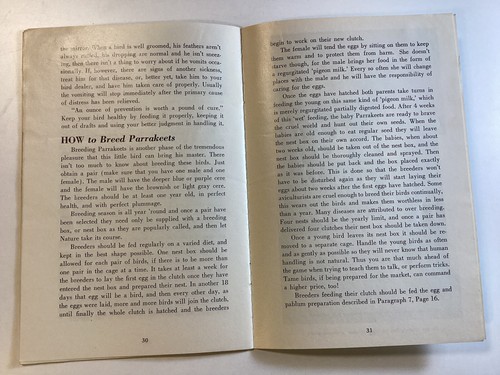 the mirror. When a bird is well groomed, his feathers aren't
always ruffled, his dropping are normal and he isn't sneez-
ing, then there isn't a thing to worry about if he vomits occa-
sionally. If, however, there are signs of another sickness,
treat him for that disease, or, better yet, take him to your
bird dealer, and have him taken care of properly. Usually
the vomiting will stop immediately after the primary cause
of distress has been relieved.
"An ounce of prevention is worth a pound of cure."
Keep your bird healthy by feeding it properly, keeping it
out of drafts and using your better judgment in handling it.
HOW to Breed Parrakeets
Breeding Parrakeets is another phase of the tremendous
pleasure that this little bird can bring his master. There
isn't too much to know about breeding these birds. Just
obtain a pair (make sure that you have one male and one
female). The male will have the deeper blue or purple cere
and the female will have the brownish or light gray cere.
The breeders should be at least one year old, in perfect
health, and with perfect plummage.
Breeding season is all year 'round and once a pair have
been selected they need only be supplied with a breeding
box, or nest box as they are popularly called, and then let
Nature take its course.
Breeders should be fed regularly on a varied diet, and
kept in the best shape possible. One nest box should be
allowed for each pair of birds, if there is to be more than
one pair in the cage at a time. It takes at least a week for
the breeders to lay the first egg in the clutch once they have
entered the nest box and prepared their nest. In another 18
days that egg will be a bird, and then every other day, as
the eggs were laid, more and more birds will join the clutch,
until finally the whole clutch is hatched and the breeders
30
begin to work on their new clutch.
The female will tend the eggs by sitting on them to keep
them warm and to protect them from harm. She doesn't
starve though, for the male brings her food in the form of
a regurgitated 'pigeon milk.' Every so often she will change
places with the male and he will have the responsibility of
caring for the eggs.
Once the eggs have hatched both parents take turns in
feeding the young on this same kind of 'pigeon milk,' which
is merely regurgitated partially digested food. After 4 weeks
of this 'wet' feeding, the baby Parrakeets are ready to brave
the cruel world and hunt out their own seeds. When the
babies are old enough to eat regular seed they will leave
the nest box on their own accord. The babies, when about
two weeks old, should be taken out of the nest box, and the
nest box should be thoroughly cleaned and sprayed. Then
the babies should be put back and the box placed exactly
as it was before. This is done so that the breeders won't
have to be disturbed again as they will start laying their
eggs about two weeks after the first eggs have hatched. Some
aviculturists are cruel enough to breed their birds continually,
this wears out the birds and makes them worthless in less
than a year. Many diseases are attributed to over breeding.
Four nests should be the yearly limit, and once a pair has
delivered four clutches their nest box should be taken down.
Once a young bird leaves its nest box it should be re-
moved to a separate cage. Handle the young birds as often
and as gently as possible so they will never know that human
handling is not natural. Thus you are that much ahead of
the game when trying to teach them to talk, or perform tricks.
Tame birds, if being prepared for the market, can command
a higher price, too!
Breeders feeding their clutch should be fed the egg and
pablum preparation described in Paragraph 7, Page 16.
31